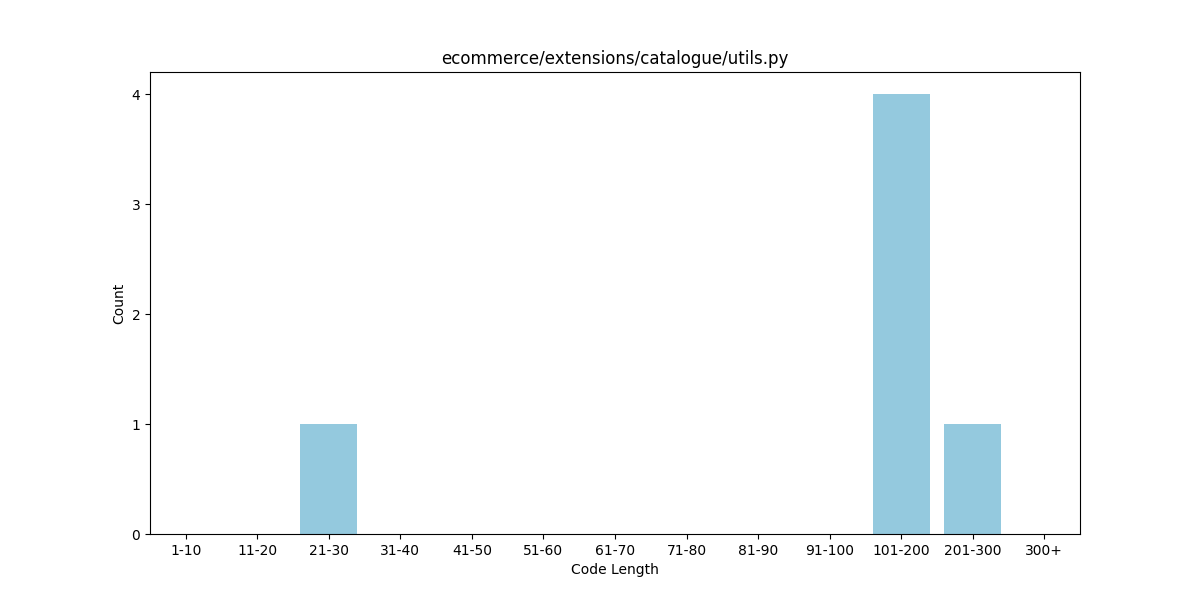 ecommerce/extensions/catalogue/utils.py
4
3
2
1
0
Count
1-10 11-20 21-30 31-40 41-50 51-60 61-70 71-80 81-90 91-100 101-200 201-300 300+
Code Length